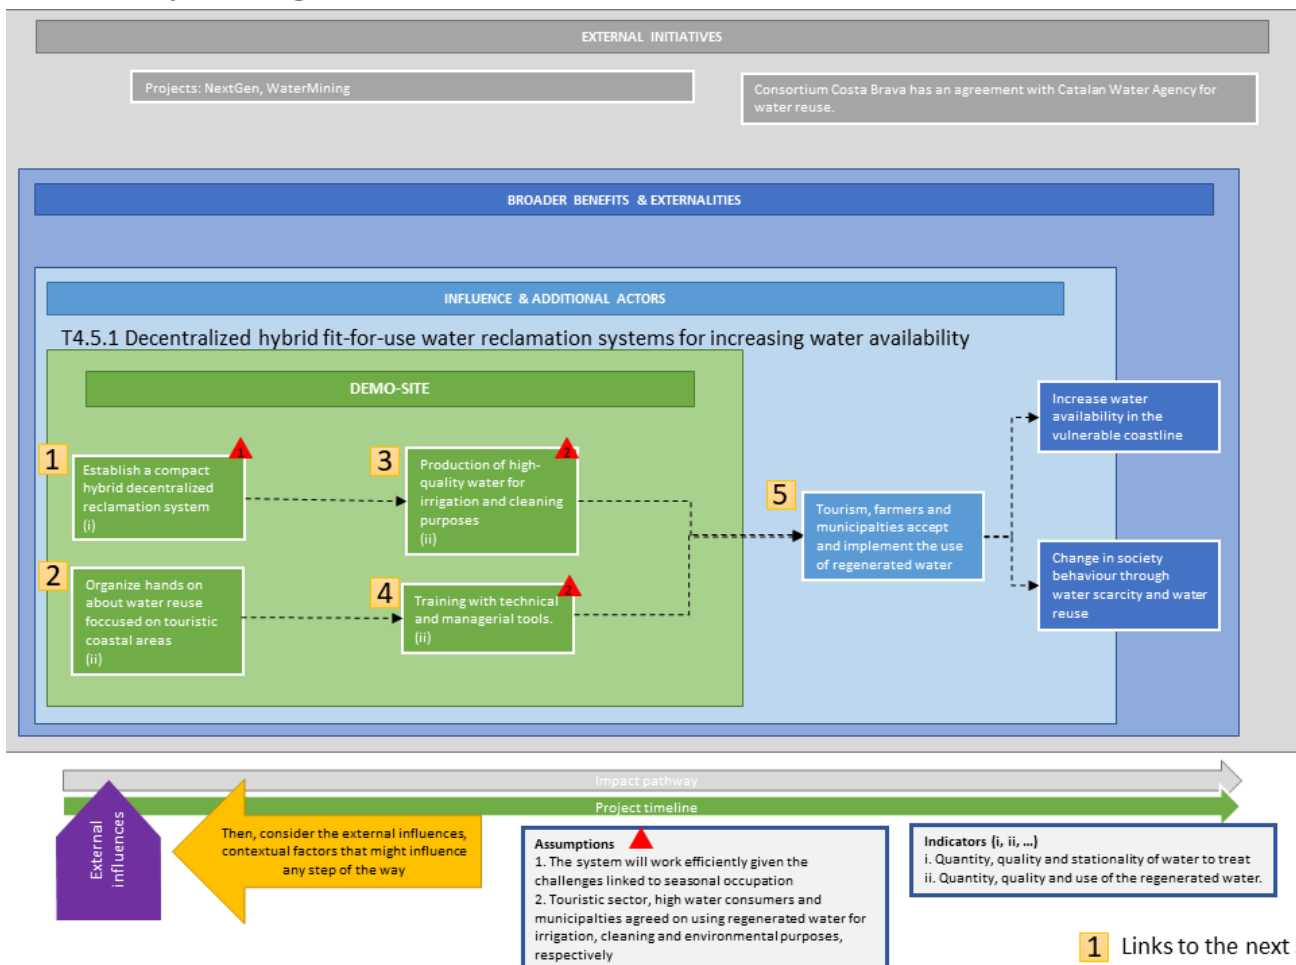 EXTERNAL INITIATIVES
Projects: NextGen, WaterMining
Consortium Costa Brava has an agreement with Catalan Water Agency for
water reuse.
BROADER BENEFITS & EXTERNALITIES
INFLUENCE & ADDITIONAL ACTORS
T4.5.1 Decentralized hybrid fit-for-use water reclamation systems for increasing water availability
DEMO-SITE
1
1
Establish a compact
hybrid decentralized
reclamation system
(i)
2
Organize hands on
about water reuse
foccused on touristic
coastal areas
(ii)
3
2
Production of high-
quality water for
irrigation and cleaning
purposes
(ii)
4
2
Training with technical
and managerial tools.
(ii)
5
Tourism, farmers and
municipalties accept
and implement the use
of regenerated water
Increase water
availability in the
vulnerable coastline
Change in society
behaviour through
water scarcity and water
reuse
Impact pathway
Project timeline
External
influences
Then, consider the external influences,
contextual factors that might influence
any step of the way
Assumptions
1. The system will work efficiently given the
challenges linked to seasonal occupation
2. Touristic sector, high water consumers and
municipalties agreed on using regenerated water for
irrigation, cleaning and environmental purposes,
respectively
Indicators (i, ii, ...)
i. Quantity, quality and stationality of water to treat
ii. Quantity, quality and use of the regenerated water.
1 Links to the next